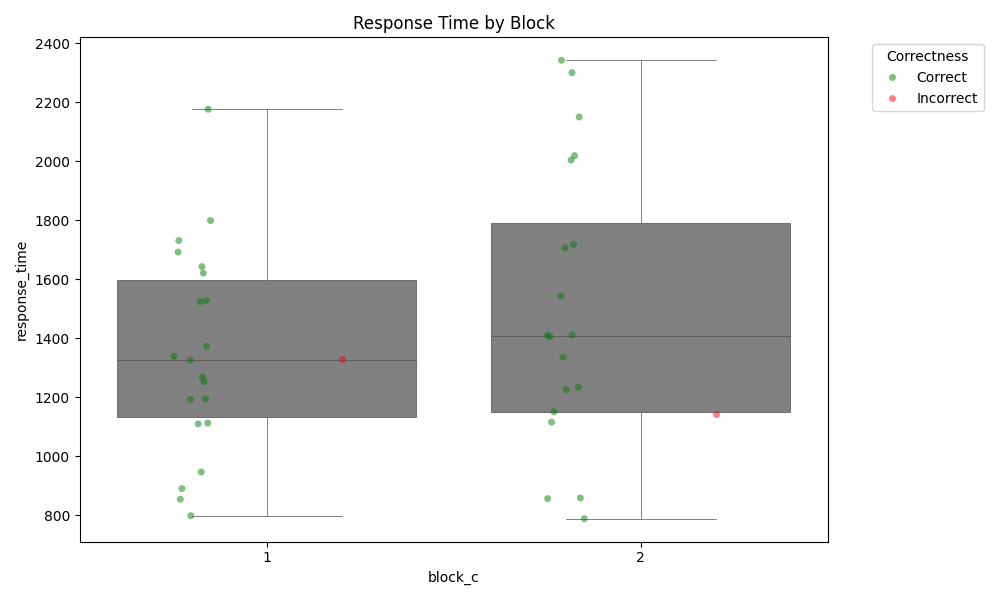 Response Time by Block
Correctness
Correct
Incorrect
response_time
2400
2200
2000
1800
1600
1400
1200
1000
800
1
2
block_c